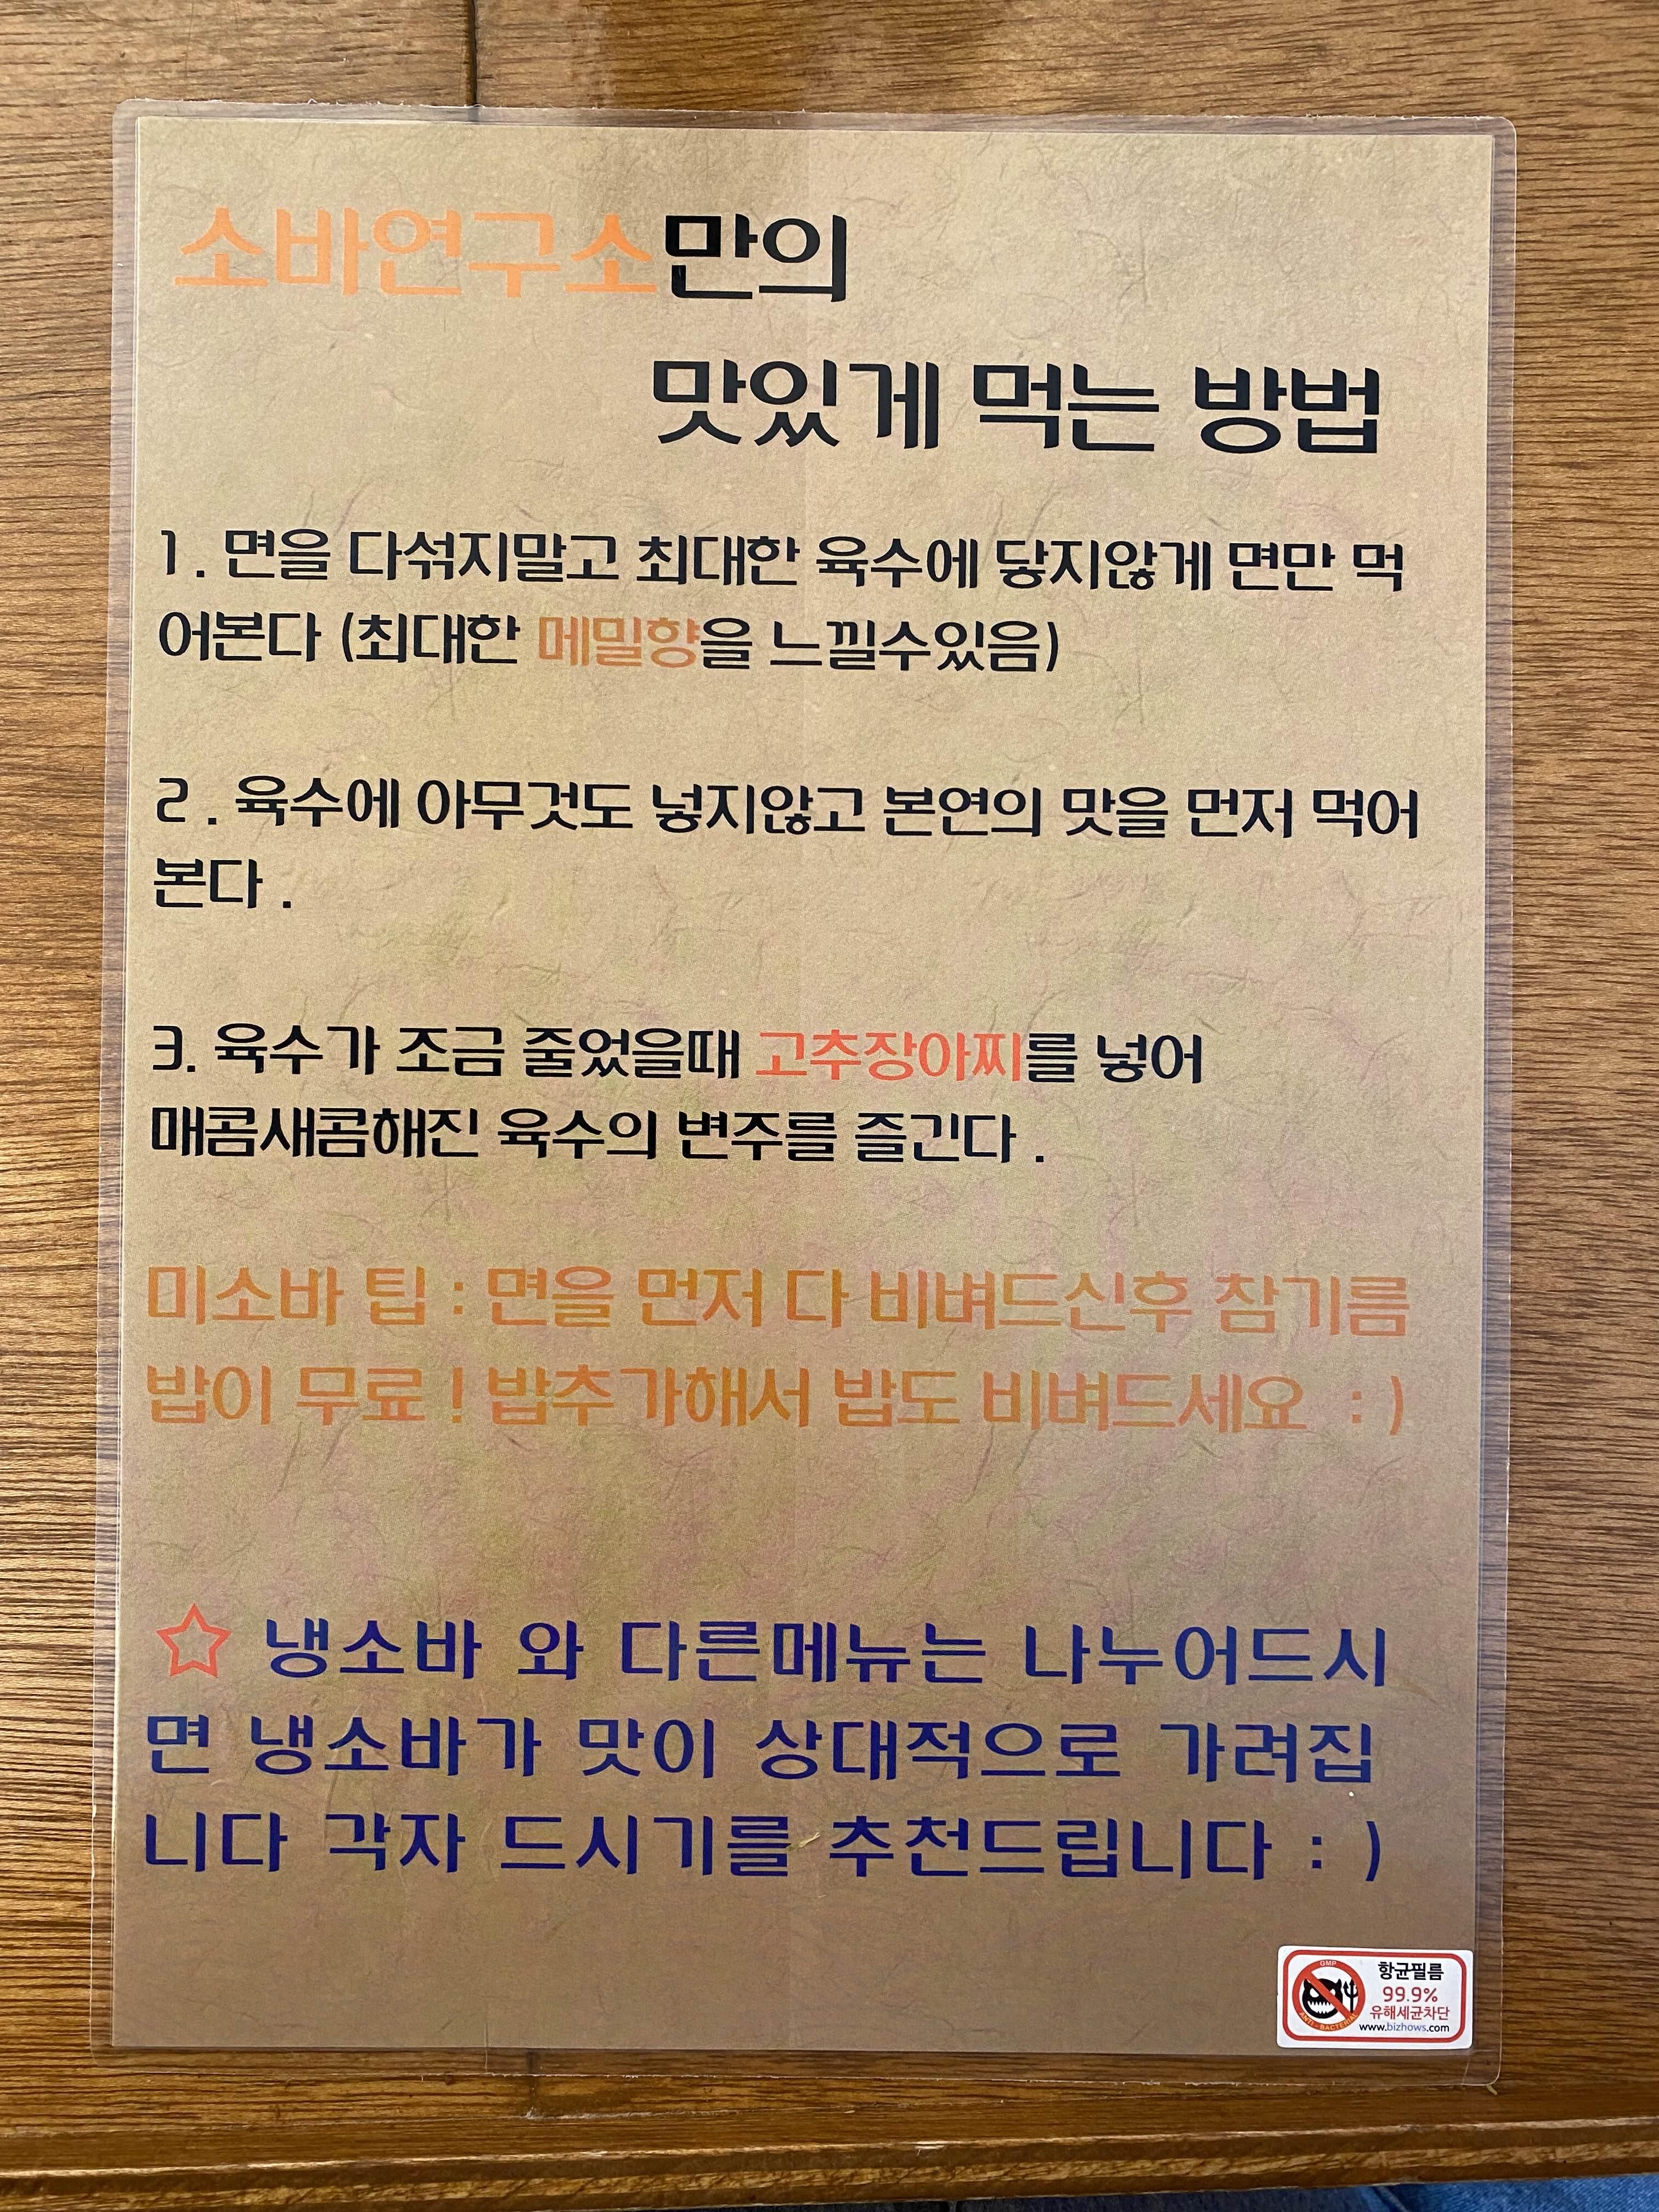 소바연구소만의
맛있게 먹는 방법
1. 면을 다섞지말고 최대한 육수에 닿지않게 면만 먹
어본다 (최대한 메밀향을 느낄수있음)
2 . 육수에 아무것도 넣지않고 본연의 맛을 먼저 먹어
본다 .
3. 육수가 조금 줄었을때 고추장아찌를 넣어
매콤새콤해진 육수의 변주를 즐긴다 .
미소바 팁 : 면을 먼저 다 비벼드신후 참기름
밥이 무료 ! 밥추가해서 밥도 비벼드세요 : )
☆ 냉소바 와 다른메뉴는 나누어드시
면 냉소바가 맛이 상대적으로 가려집
니다 각자 드시기를 추천드립니다 : )
GMP
ANTI-BACTERIAL
항균필름
99.9%
유해세균차단
www.bizhows.com